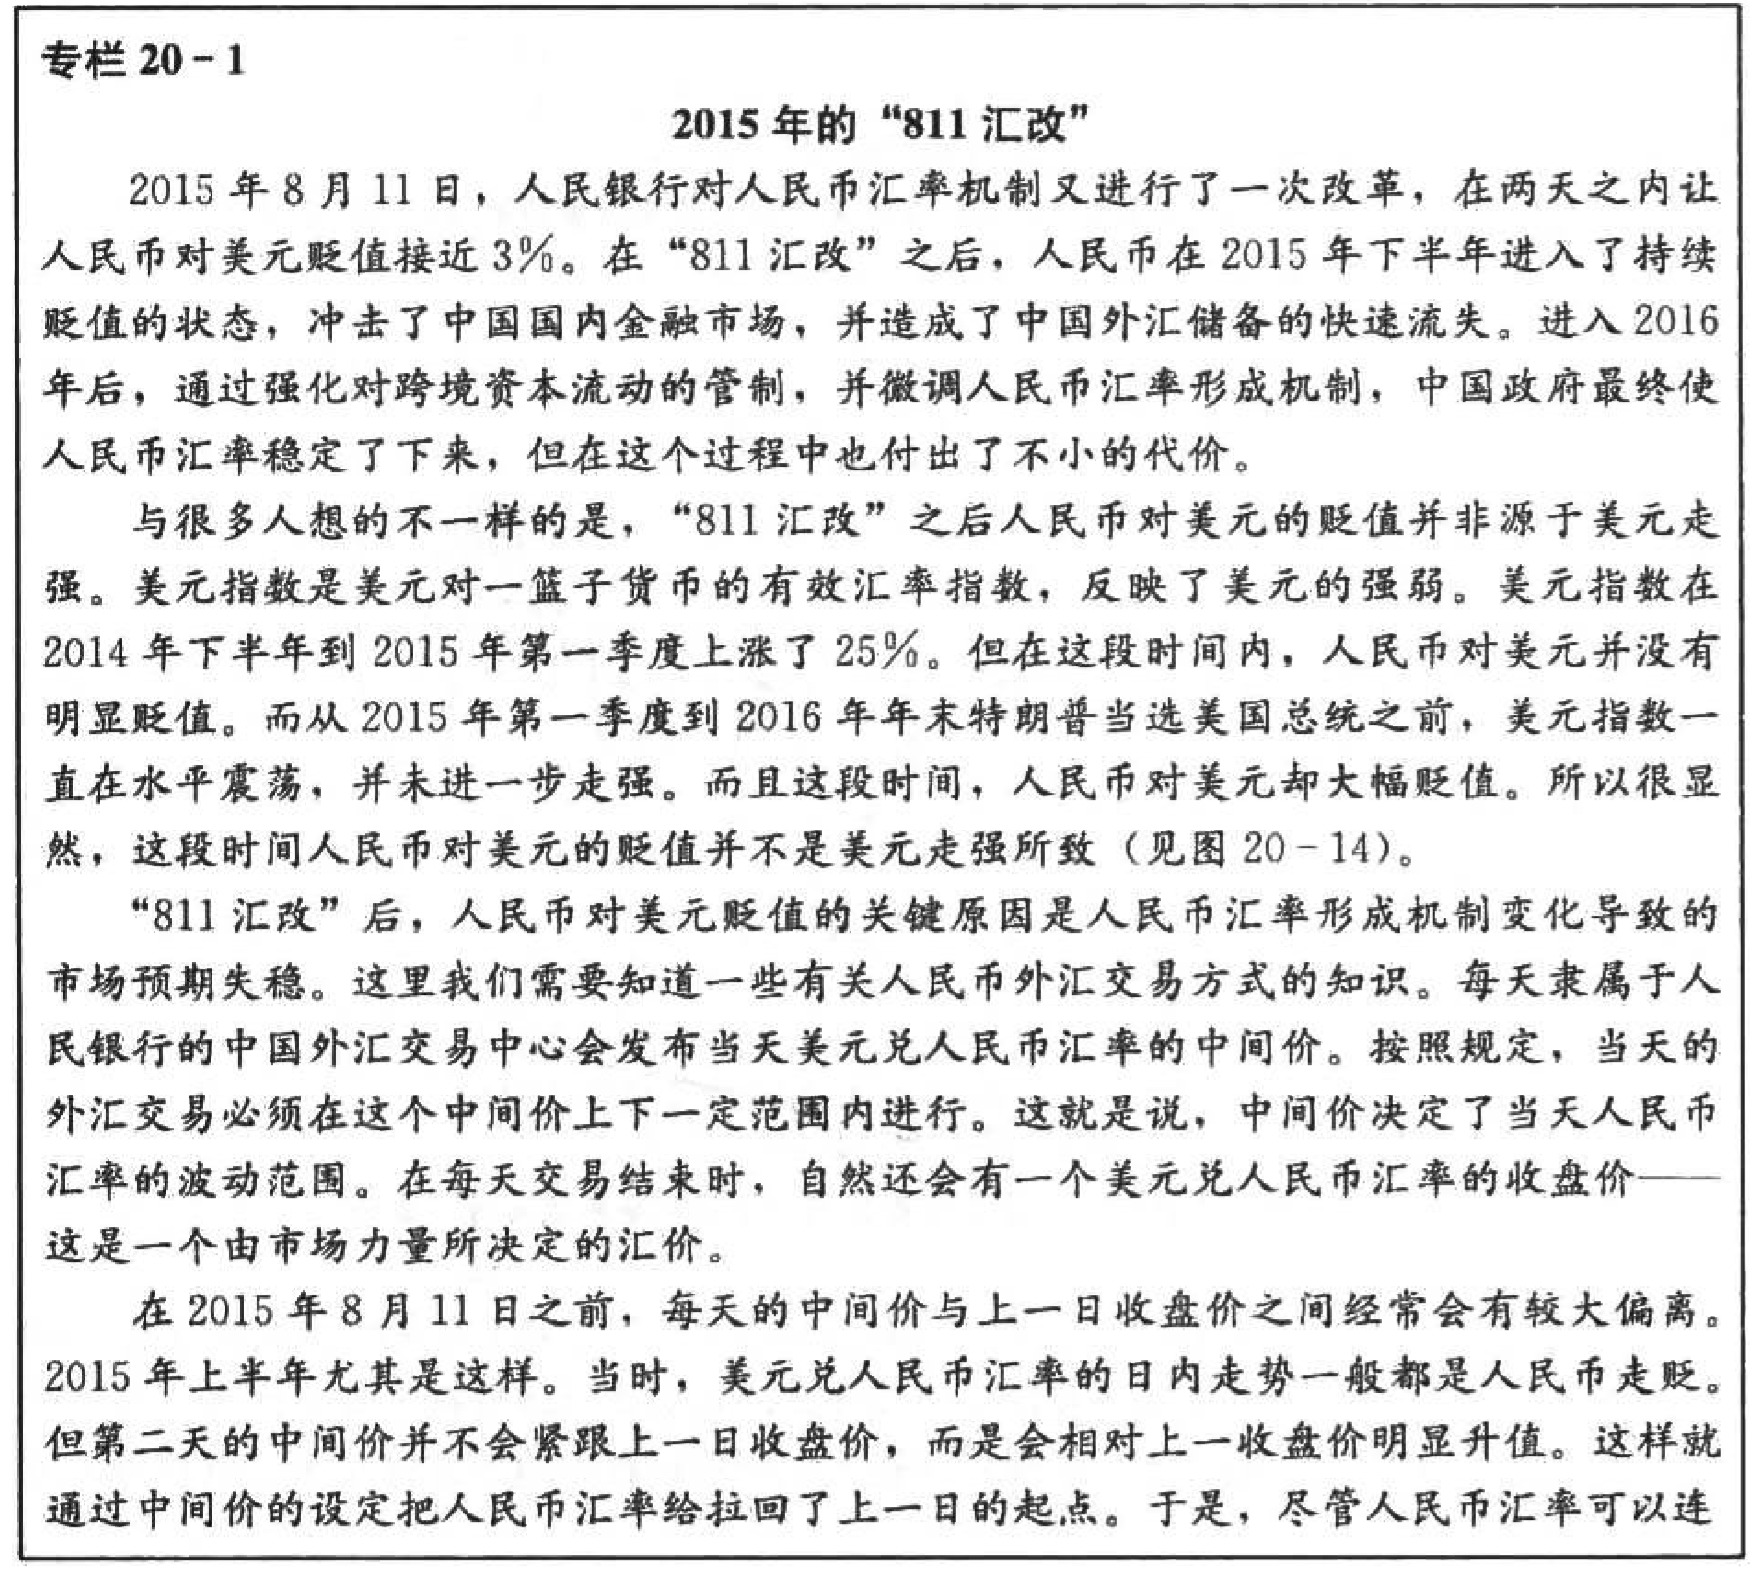 专栏 20-1
2015 年的“811 汇改”
2015 年 8 月 11 日，人民银行对人民币汇率机制又进行了一次改革，在两天之内让
人民币对美元贬值接近 3%。在“811 汇改”之后，人民币在 2015 年下半年进入了持续
贬值的状态，冲击了中国国内金融市场，并造成了中国外汇储备的快速流失。进入 2016
年后，通过强化对跨境资本流动的管制，并微调人民币汇率形成机制，中国政府最终使
人民币汇率稳定了下来，但在这个过程中也付出了不小的代价。
与很多人想的不一样的是，“811 汇改”之后人民币对美元的贬值并非源于美元走
强。美元指数是美元对一篮子货币的有效汇率指数，反映了美元的强弱。美元指数在
2014 年下半年到 2015 年第一季度上涨了 25%。但在这段时间内，人民币对美元并没有
明显贬值。而从 2015 年第一季度到 2016 年年末特朗普当选美国总统之前，美元指数一
直在水平震荡，并未进一步走强。而且这段时间，人民币对美元却大幅贬值。所以很显
然，这段时间人民币对美元的贬值并不是美元走强所致（见图 20-14）。
“811 汇改”后，人民币对美元贬值的关键原因是人民币汇率形成机制变化导致的
市场预期失稳。这里我们需要知道一些有关人民币外汇交易方式的知识。每天隶属于人
民银行的中国外汇交易中心会发布当天美元兑人民币汇率的中间价。按照规定，当天的
外汇交易必须在这个中间价上下一定范围内进行。这就是说，中间价决定了当天人民币
汇率的波动范围。在每天交易结束时，自然还会有一个美元兑人民币汇率的收盘价——
这是一个由市场力量所决定的汇价。
在 2015 年 8 月 11 日之前，每天的中间价与上一日收盘价之间经常会有较大偏离。
2015 年上半年尤其是这样。当时，美元兑人民币汇率的日内走势一般都是人民币走贬。
但第二天的中间价并不会紧跟上一日收盘价，而是会相对上一收盘价明显升值。这样就
通过中间价的设定把人民币汇率给拉回了上一日的起点。于是，尽管人民币汇率可以连